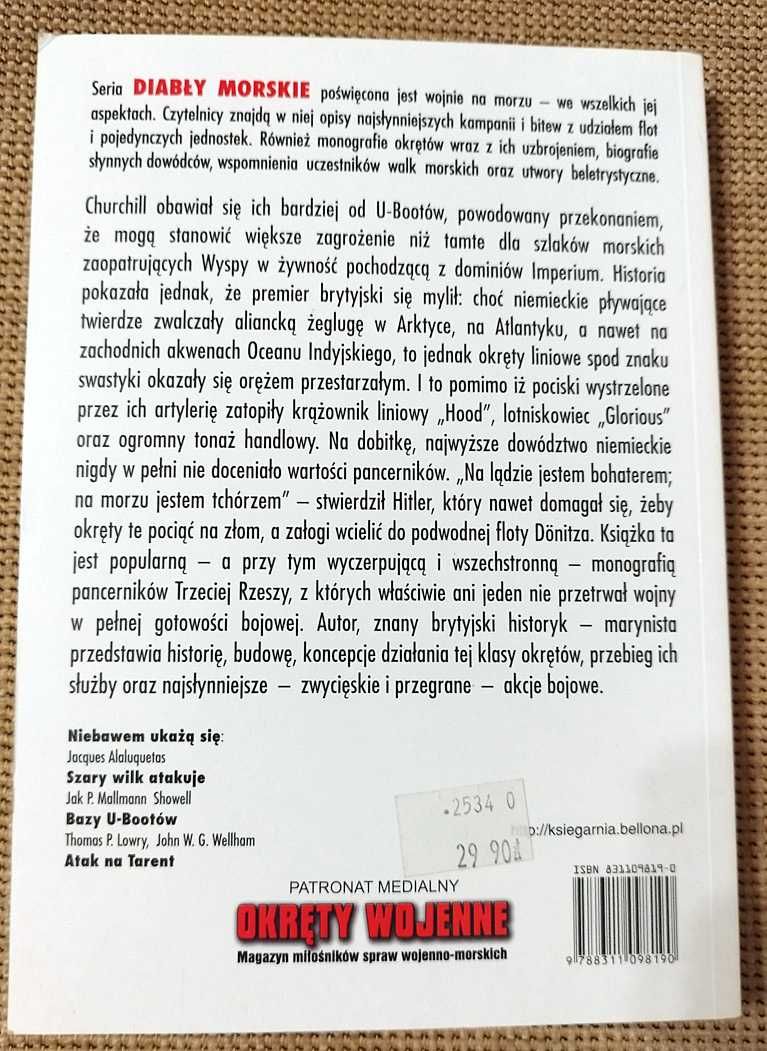 Seria DIABŁY MORSKIE poświęcona jest wojnie na morzu – we wszelkich jej
aspektach. Czytelnicy znajdą w niej opisy najsłynniejszych kampanii i bitew z udziałem flot
i pojedynczych jednostek. Również monografie okrętów wraz z ich uzbrojeniem, biografie
słynnych dowódców, wspomnienia uczestników walk morskich oraz utwory beletrystyczne.
Churchill obawiał się ich bardziej od U-Bootów, powodowany przekonaniem,
że mogą stanowić większe zagrożenie niż tamte dla szlaków morskich
zaopatrujących Wyspy w żywność pochodzącą z dominiów Imperium. Historia
pokazała jednak, że premier brytyjski się mylił: choć niemieckie pływające
twierdze zwalczały aliancką żeglugę w Arktyce, na Atlantyku, a nawet na
zachodnich akwenach Oceanu Indyjskiego, to jednak okręty liniowe spod znaku
swastyki okazały się orężem przestarzałym. I to pomimo iż pociski wystrzelone
przez ich artylerię zatopiły krążownik liniowy „Hood", lotniskowiec „Glorious"
oraz ogromny tonaż handlowy. Na dobitkę, najwyższe dowództwo niemieckie
nigdy w pełni nie doceniało wartości pancerników. „Na lądzie jestem bohaterem;
na morzu jestem tchórzem" – stwierdził Hitler, który nawet domagał się, żeby
okręty te pociąć na złom, a załogi wcielić do podwodnej floty Dönitza. Książka ta
jest popularną – a przy tym wyczerpującą i wszechstronną – monografią
pancerników Trzeciej Rzeszy, z których właściwie ani jeden nie przetrwał wojny
w pełnej gotowości bojowej. Autor, znany brytyjski historyk – marynista
przedstawia historię, budowę, koncepcje działania tej klasy okrętów, przebieg ich
służby oraz najsłynniejsze – zwycięskie i przegrane – akcje bojowe.
Niebawem ukażą się:
Jacques Alaluquetas
Szary wilk atakuje
Jak P. Mallmann Showell
Bazy U-Bootów
Thomas P. Lowry, John W. G. Wellham
Atak na Tarent
.2534 0
29 90zł
://ksiegarnia.bellona.pl
PATRONAT MEDIALNY
OKRĘTY WOJENNE
Magazyn miłośników spraw wojenno-morskich
ISBN 831109819-0
9 788311 098190